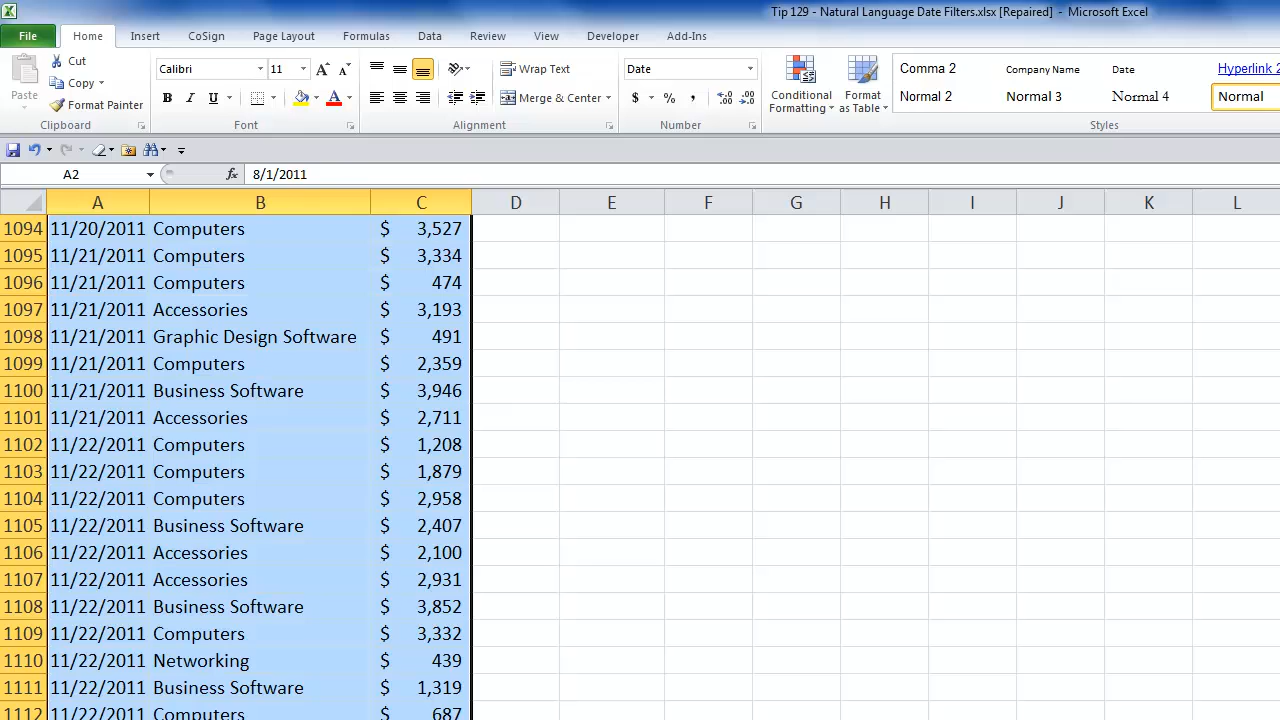 Tip 129 - Natural Language Date Filters.xlsx [Repaired] - Microsoft Excel
File Home Insert CoSign Page Layout Formulas Data Review View Developer Add-Ins
Paste
Cut
Copy
Format Painter
Clipboard
Calibri 11 A A
B I U A
Font
Wrap Text
Merge & Center
Alignment
Date
$ % ,
Number
Conditional Formatting
Format as Table
Comma 2 Company Name Date Hyperlink 2
Normal 2 Normal 3 Normal 4 Normal
Styles
A2 fx 8/1/2011
A B C D E F G H I J K L
1094 11/20/2011 Computers $ 3,527
1095 11/21/2011 Computers $ 3,334
1096 11/21/2011 Computers $ 474
1097 11/21/2011 Accessories $ 3,193
1098 11/21/2011 Graphic Design Software $ 491
1099 11/21/2011 Computers $ 2,359
1100 11/21/2011 Business Software $ 3,946
1101 11/21/2011 Accessories $ 2,711
1102 11/22/2011 Computers $ 1,208
1103 11/22/2011 Computers $ 1,879
1104 11/22/2011 Computers $ 2,958
1105 11/22/2011 Business Software $ 2,407
1106 11/22/2011 Accessories $ 2,100
1107 11/22/2011 Accessories $ 2,931
1108 11/22/2011 Business Software $ 3,852
1109 11/22/2011 Computers $ 3,332
1110 11/22/2011 Networking $ 439
1111 11/22/2011 Business Software $ 1,319
1112 11/22/2011 Computers $ 687